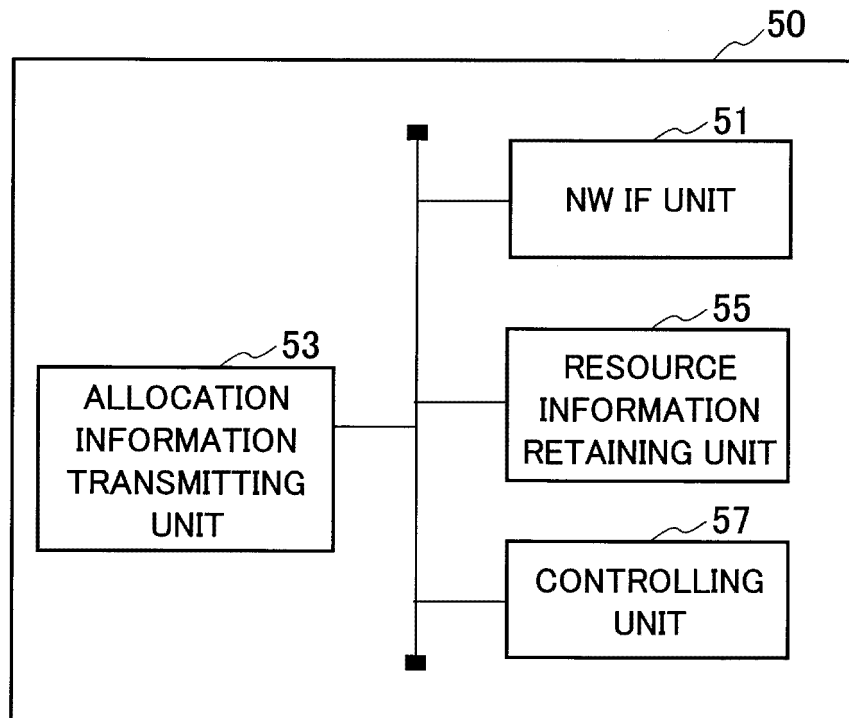 50
51
NW IF UNIT
55
RESOURCE
INFORMATION
RETAINING UNIT
53
ALLOCATION
INFORMATION
TRANSMITTING
UNIT
57
CONTROLLING
UNIT